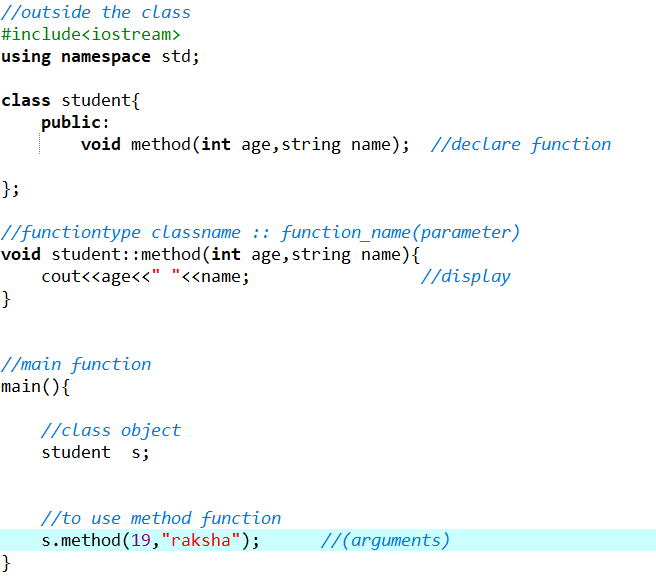 //outside the class
#include<iostream>
using namespace std;
class student{
public:
void method(int age,string name);  //declare function
};
//functiontype classname :: function_name(parameter)
void student::method(int age,string name){
cout<<age<<" "<<name;                 //display
}
//main function
main(){
//class object
student  s;
//to use method function
s.method(19,"raksha");      //(arguments)
}